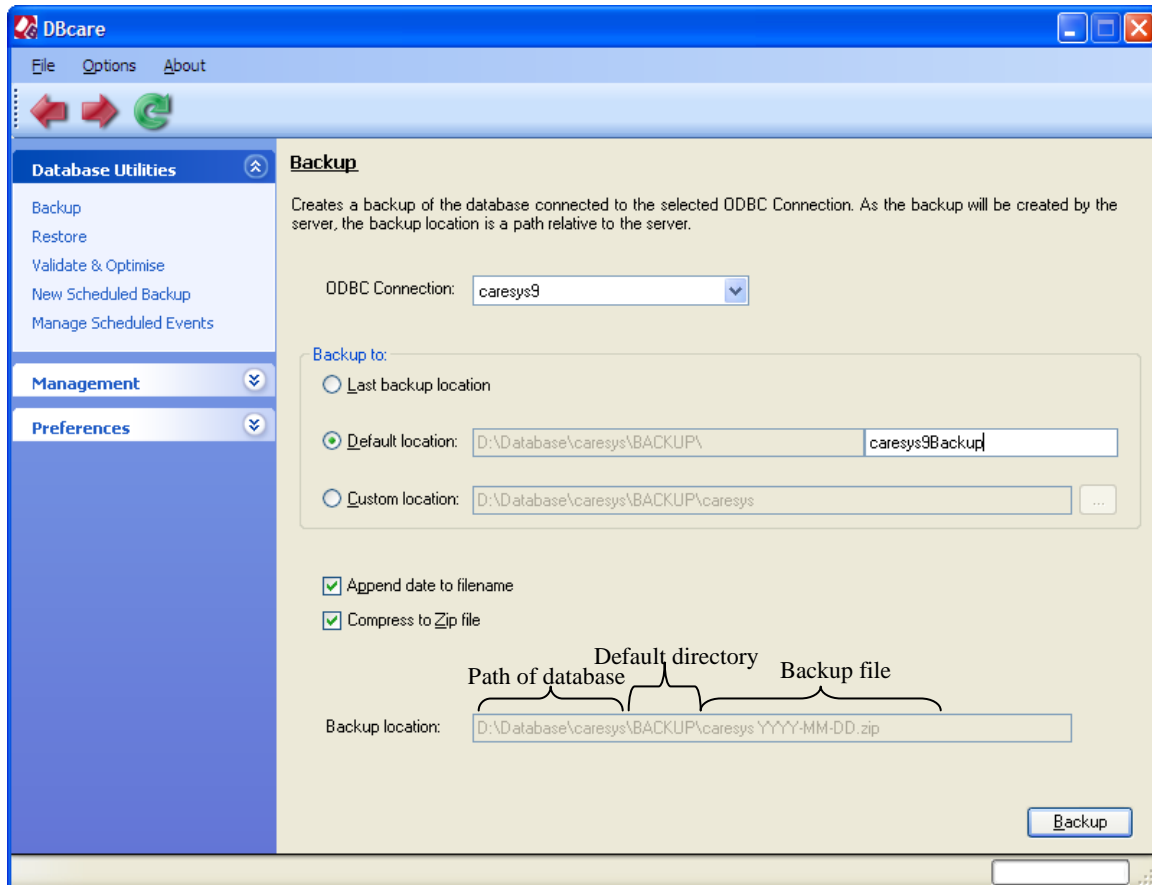 DBcare
File Options About
Database Utilities
Backup
Restore
Validate & Optimise
New Scheduled Backup
Manage Scheduled Events
Management
Preferences
Backup
Creates a backup of the database connected to the selected ODBC Connection. As the backup will be created by the
server, the backup location is a path relative to the server.
ODBC Connection: caresys9
Backup to:
Last backup location
Default location: D:\Database\caresys\BACKUP\ caresys9Backup
Custom location: D:\Database\caresys\BACKUP\caresys ...
Append date to filename
Compress to Zip file
Path of database Default directory Backup file
Backup location: D:\Database\caresys\BACKUP\caresys YYYY-MM-DD.zip
Backup